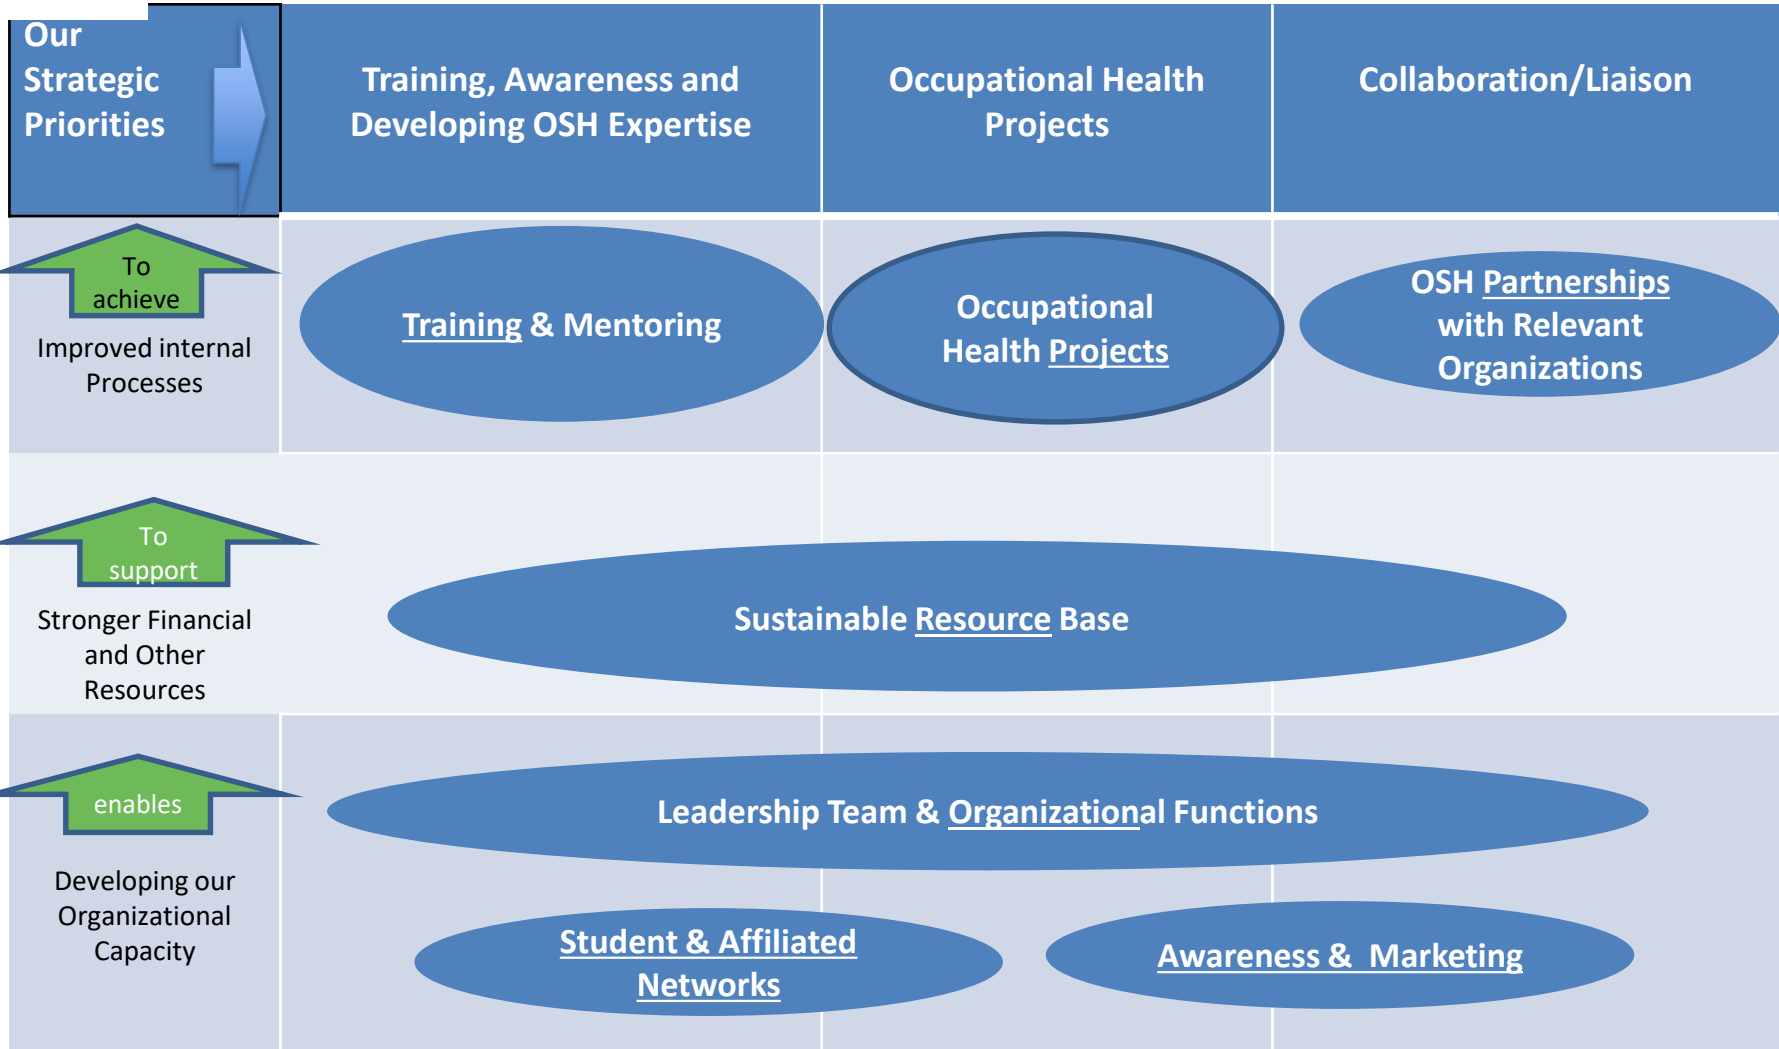 Our
Strategic
Priorities
Training, Awareness and
Developing OSH Expertise
Occupational Health
Projects
Collaboration/Liaison
To
achieve
Improved internal
Processes
Training & Mentoring
Occupational
Health Projects
OSH Partnerships
with Relevant
Organizations
To
support
Stronger Financial
and Other
Resources
Sustainable Resource Base
enables
Developing our
Organizational
Capacity
Leadership Team & Organizational Functions
Student & Affiliated
Networks
Awareness &  Marketing